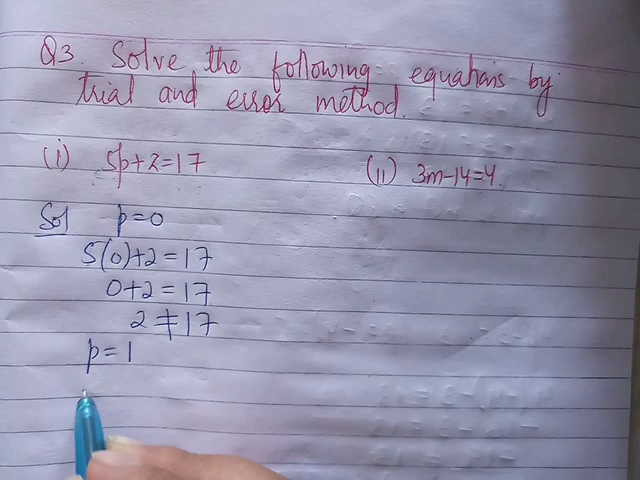 Q3. Solve the following equations by
trial and error method.
(i) 5p+2=17 (ii) 3m-14=4.
Sol p=0
5(0)+2=17
0+2=17
2≠17
p=1